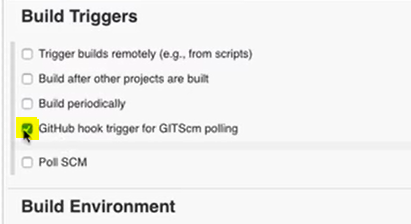 Build Triggers
Trigger builds remotely (e.g., from scripts)
Build after other projects are built
Build periodically
GitHub hook trigger for GITScm polling
Poll SCM
Build Environment